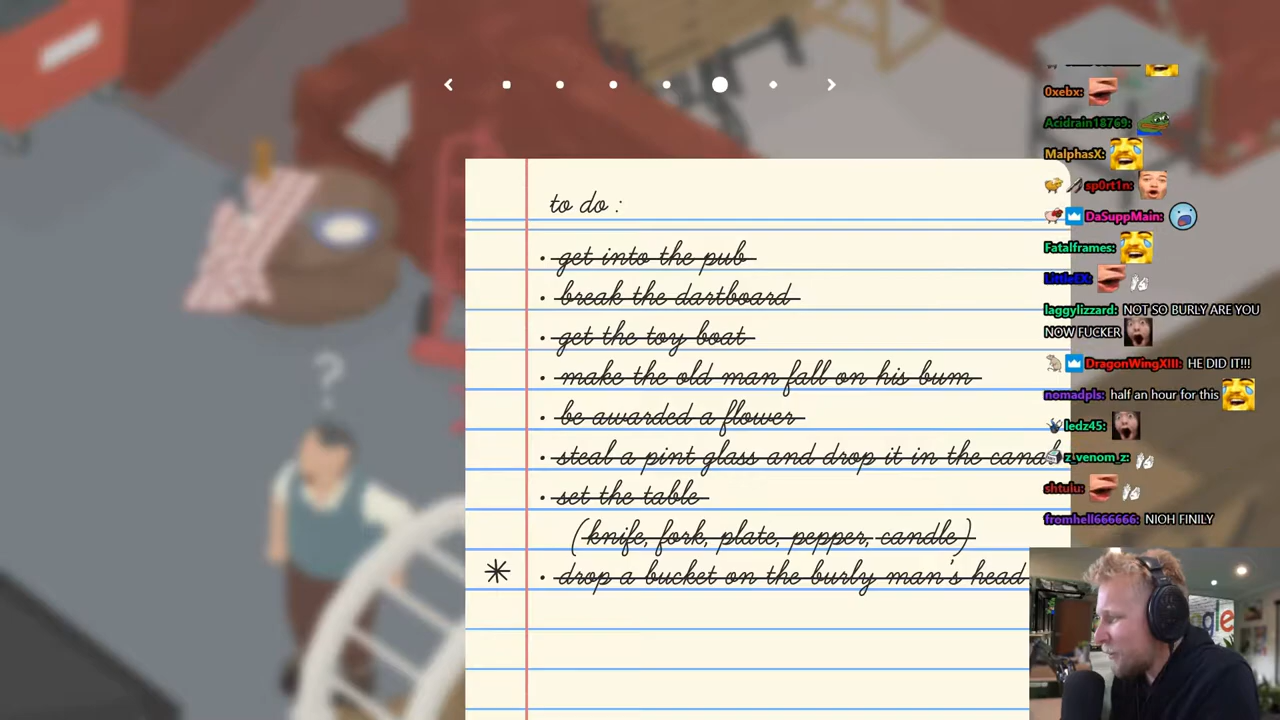 to do :
• get into the pub
• break the dartboard
• get the toy boat
• make the old man fall on his bum
• be awarded a flower
• steal a pint glass and drop it in the canal
• set the table
(knife, fork, plate, pepper, candle)
• drop a bucket on the burly man's head
?
0xebx:
Acidrain18769:
MalphasX:
sp0rt1n:
DaSuppMain:
Fatalframes:
LittleEX:
laggylizzard: NOT SO BURLY ARE YOU
NOW FUCKER
DragonWingXIII: HE DID IT!!!
nomadpls: half an hour for this
ledz45:
z_venom_z:
shtulu:
fromhell666666: NIOH FINILY